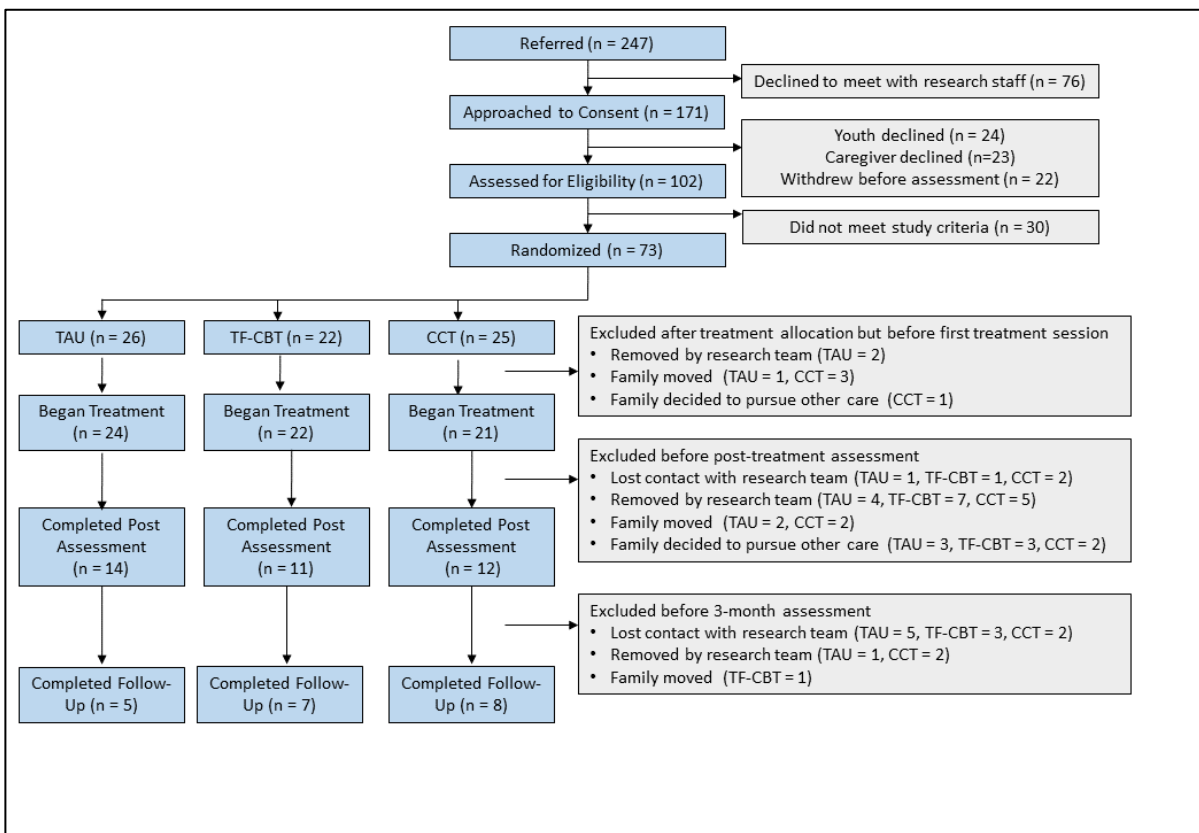 Referred (n = 247)
Declined to meet with research staff (n = 76)
Approached to Consent (n = 171)
Youth declined (n = 24)
Caregiver declined (n=23)
Withdrew before assessment (n = 22)
Assessed for Eligibility (n = 102)
Did not meet study criteria (n = 30)
Randomized (n = 73)
TAU (n = 26)
TF-CBT (n = 22)
CCT (n = 25)
Excluded after treatment allocation but before first treatment session
• Removed by research team (TAU = 2)
• Family moved (TAU = 1, CCT = 3)
• Family decided to pursue other care (CCT = 1)
Began Treatment
(n = 24)
Began Treatment
(n = 22)
Began Treatment
(n = 21)
Excluded before post-treatment assessment
• Lost contact with research team (TAU = 1, TF-CBT = 1, CCT = 2)
• Removed by research team (TAU = 4, TF-CBT = 7, CCT = 5)
• Family moved (TAU = 2, CCT = 2)
• Family decided to pursue other care (TAU = 3, TF-CBT = 3, CCT = 2)
Completed Post
Assessment
(n = 14)
Completed Post
Assessment
(n = 11)
Completed Post
Assessment
(n = 12)
Excluded before 3-month assessment
• Lost contact with research team (TAU = 5, TF-CBT = 3, CCT = 2)
• Removed by research team (TAU = 1, CCT = 2)
• Family moved (TF-CBT = 1)
Completed Follow-
Up (n = 5)
Completed Follow-
Up (n = 7)
Completed Follow-
Up (n = 8)